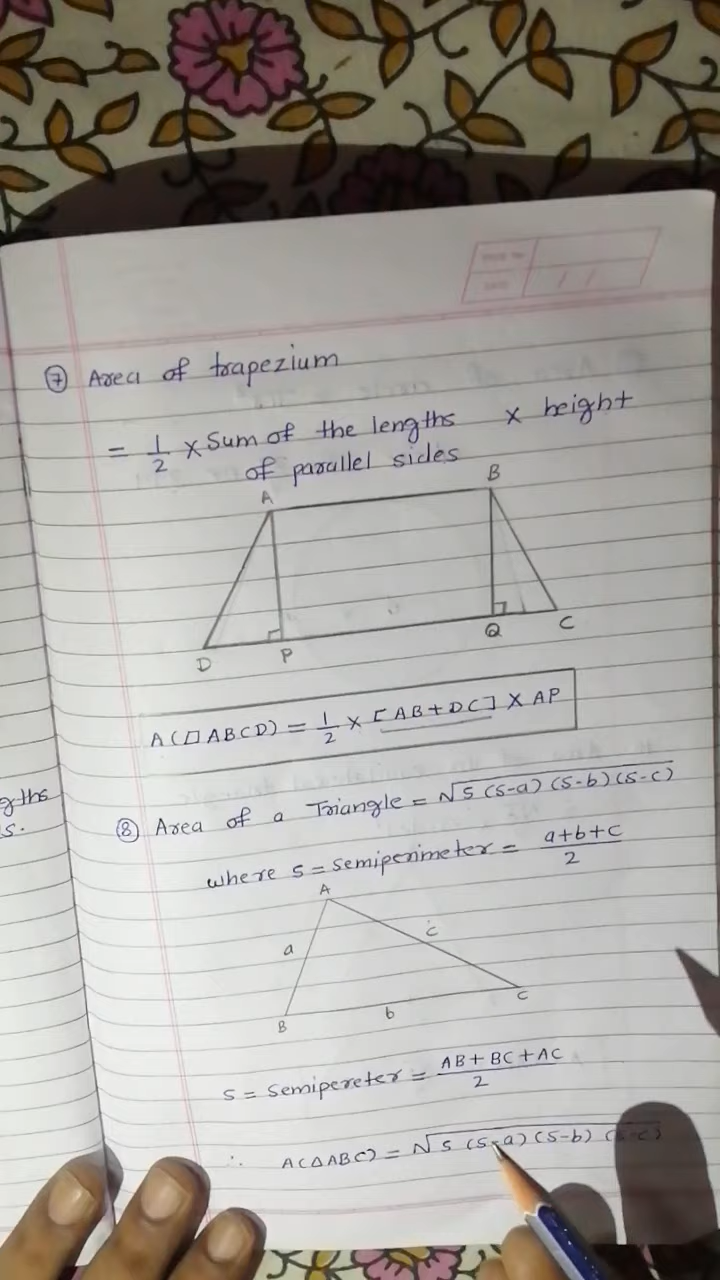 ⑦ Area of trapezium
= 1/2 × Sum of the lengths × height
of parallel sides
A B
D P Q C
A(□ABCD) = 1/2 × [AB+DC] × AP
⑧ Area of a Triangle = √s(s-a)(s-b)(s-c)
where s = semiperimeter = a+b+c/2
A
a c
B b C
s = semipereter = AB+BC+AC/2
∴ A(△ABC) = √s(s-a)(s-b)(s-c)
gths
s.